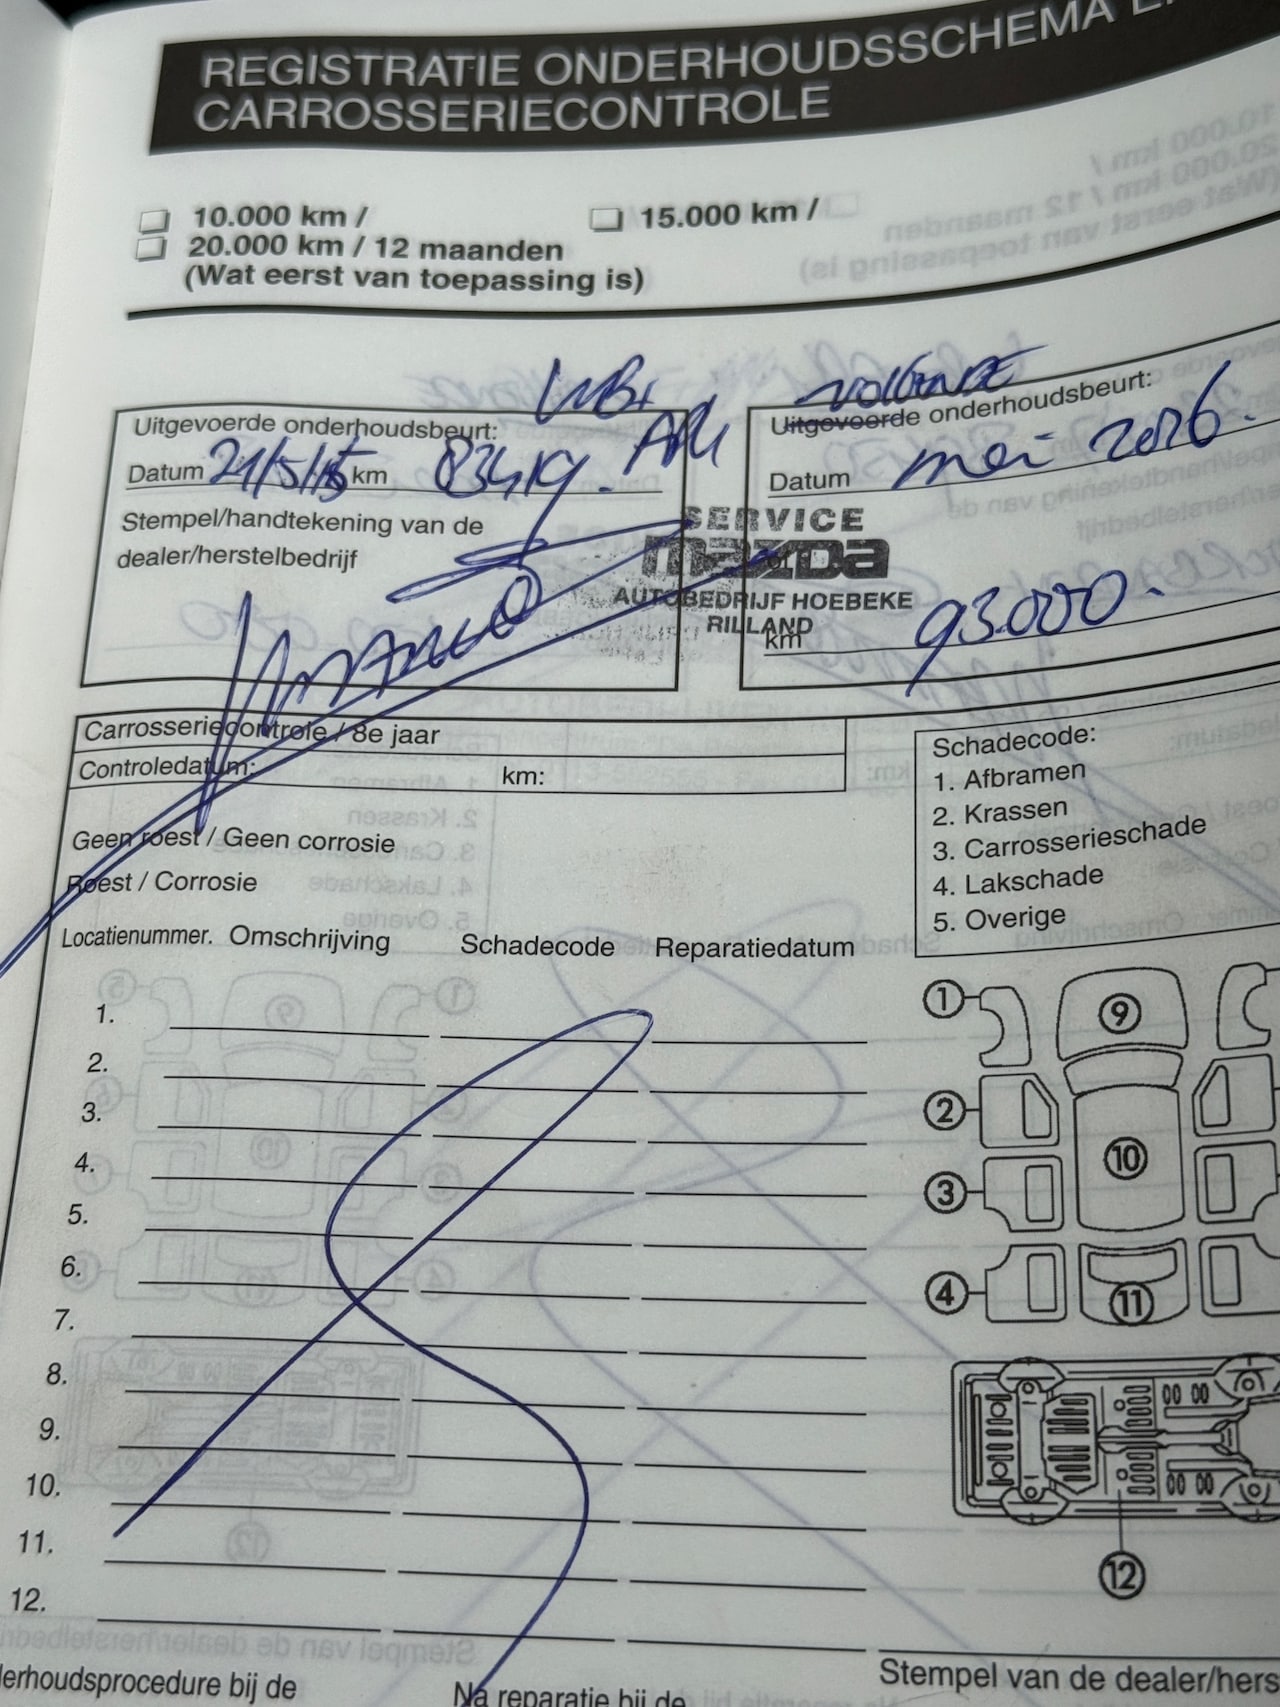 REGISTRATIE ONDERHOUDSSCHEMA
CARROSSERIECONTROLE
10.000 km /
15.000 km /
20.000 km / 12 maanden
(Wat eerst van toepassing is)
Uitgevoerde onderhoudsbeurt:
Datum 21/5/15 km 83419.
Stempel/handtekening van de
dealer/herstelbedrijf
volgende
Uitgevoerde onderhoudsbeurt:
Datum mei 2016.
km 93.000.
SERVICE
mazda
AUTOBEDRIJF HOEBEKE
RILLAND
Carrosseriecontrole / 8e jaar
Controledatum: km:
Geen roest / Geen corrosie
Roest / Corrosie
Schadecode:
1. Afbramen
2. Krassen
3. Carrosserieschade
4. Lakschade
5. Overige
Locatienummer. Omschrijving Schadecode Reparatiedatum
1.
2.
3.
4.
5.
6.
7.
8.
9.
10.
11.
12.
1
9
2
10
3
4
11
12
derhoudsprocedure bij de
Na reparatie bij de
Stempel van de dealer/hers